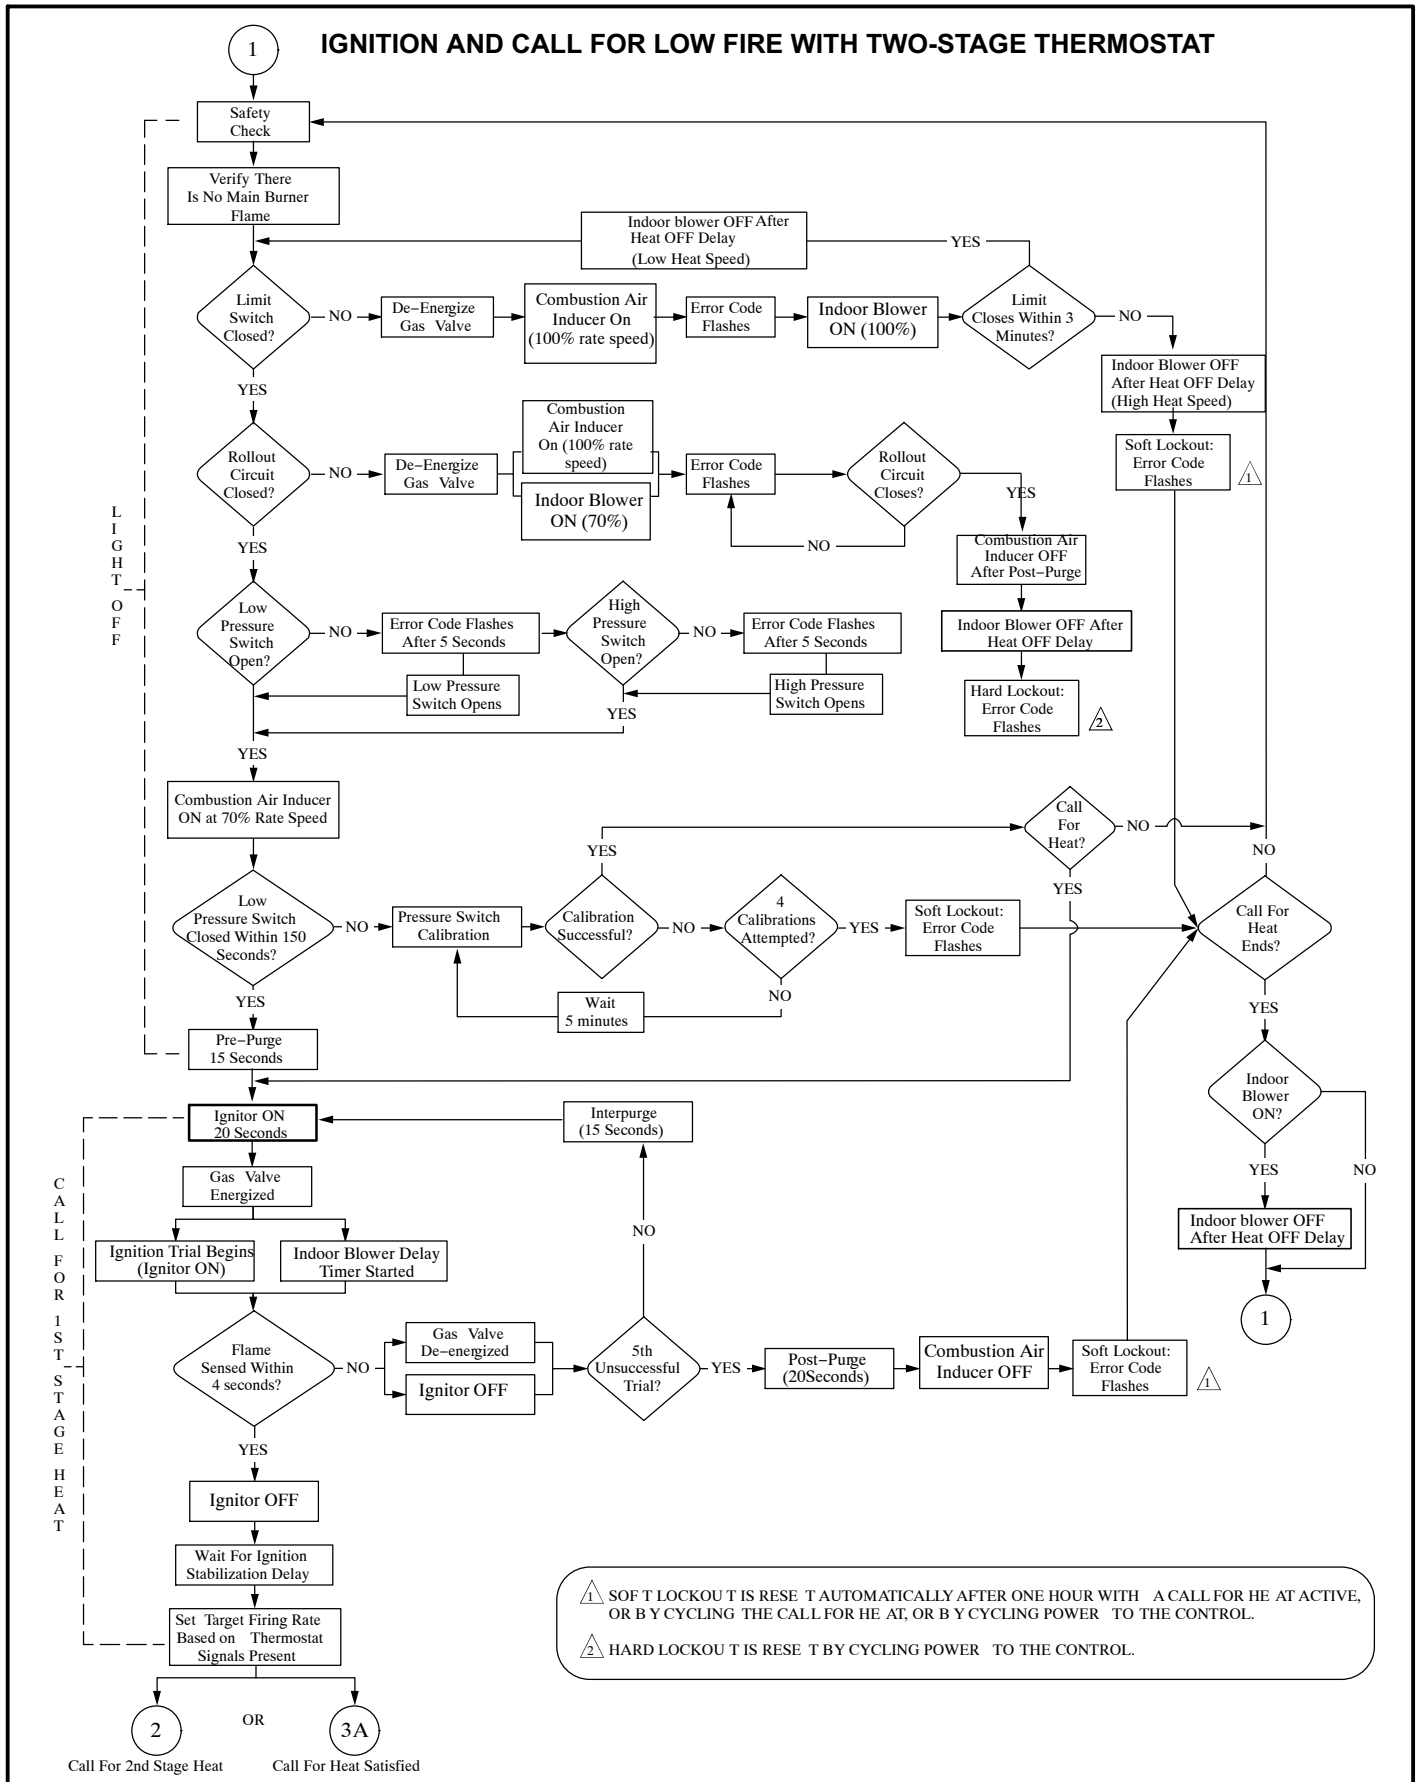 IGNITION AND CALL FOR LOW FIRE WITH TWO-STAGE THERMOSTAT
1
Safety
Check
Verify There
Is No Main Burner
Flame
Indoor blower OFF After
Heat OFF Delay
(Low Heat Speed)
YES
Limit
Switch
Closed?
NO
De-Energize
Gas Valve
Combustion Air
Inducer On
(100% rate speed)
Error Code
Flashes
Indoor Blower
ON (100%)
Limit
Closes Within 3
Minutes?
NO
Indoor Blower OFF
After Heat OFF Delay
(High Heat Speed)
Soft Lockout:
Error Code
Flashes
1
YES
Rollout
Circuit
Closed?
NO
De-Energize
Gas Valve
Combustion
Air Inducer
On (100% rate
speed)
Indoor Blower
ON (70%)
Error Code
Flashes
Rollout
Circuit
Closes?
NO
YES
Combustion Air
Inducer OFF
After Post-Purge
Indoor Blower OFF After
Heat OFF Delay
Hard Lockout:
Error Code
Flashes
2
YES
LIGHT OFF
Low
Pressure
Switch
Open?
NO
Error Code Flashes
After 5 Seconds
Low Pressure
Switch Opens
High
Pressure
Switch
Open?
NO
Error Code Flashes
After 5 Seconds
High Pressure
Switch Opens
YES
YES
Combustion Air Inducer
ON at 70% Rate Speed
Low
Pressure Switch
Closed Within 150
Seconds?
NO
Pressure Switch
Calibration
Calibration
Successful?
YES
NO
4
Calibrations
Attempted?
YES
Soft Lockout:
Error Code
Flashes
NO
Wait
5 minutes
Call
For
Heat?
NO
YES
NO
Call For
Heat
Ends?
YES
Indoor
Blower
ON?
YES
NO
Indoor blower OFF
After Heat OFF Delay
1
YES
Pre-Purge
15 Seconds
CALL FOR 1ST STAGE HEAT
Ignitor ON
20 Seconds
Interpurge
(15 Seconds)
Gas Valve
Energized
Ignition Trial Begins
(Ignitor ON)
Indoor Blower Delay
Timer Started
Flame
Sensed Within
4 seconds?
NO
Gas Valve
De-energized
Ignitor OFF
5th
Unsuccessful
Trial?
NO
YES
Post-Purge
(20Seconds)
Combustion Air
Inducer OFF
Soft Lockout:
Error Code
Flashes
1
YES
Ignitor OFF
Wait For Ignition
Stabilization Delay
Set Target Firing Rate
Based on Thermostat
Signals Present
2
OR
3A
Call For 2nd Stage Heat
Call For Heat Satisfied
1 SOF T LOCKOU T IS RESE T AUTOMATICALLY AFTER ONE HOUR WITH A CALL FOR HE AT ACTIVE,
OR B Y CYCLING THE CALL FOR HE AT, OR B Y CYCLING POWER TO THE CONTROL.
2 HARD LOCKOU T IS RESE T BY CYCLING POWER TO THE CONTROL.